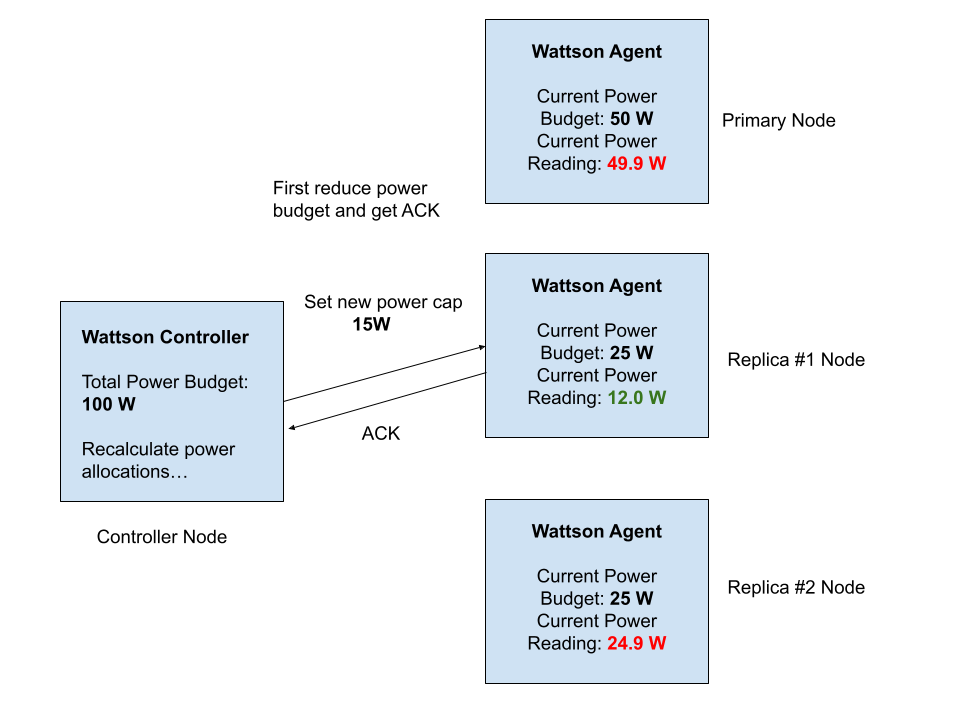 Wattson Agent
Current Power
Budget: 50 W
Current Power
Reading: 49.9 W
Primary Node
First reduce power
budget and get ACK
Set new power cap
15W
Wattson Agent
Current Power
Budget: 25 W
Current Power
Reading: 12.0 W
Replica #1 Node
Wattson Controller
Total Power Budget:
100 W
Recalculate power
allocations…
ACK
Controller Node
Wattson Agent
Current Power
Budget: 25 W
Current Power
Reading: 24.9 W
Replica #2 Node